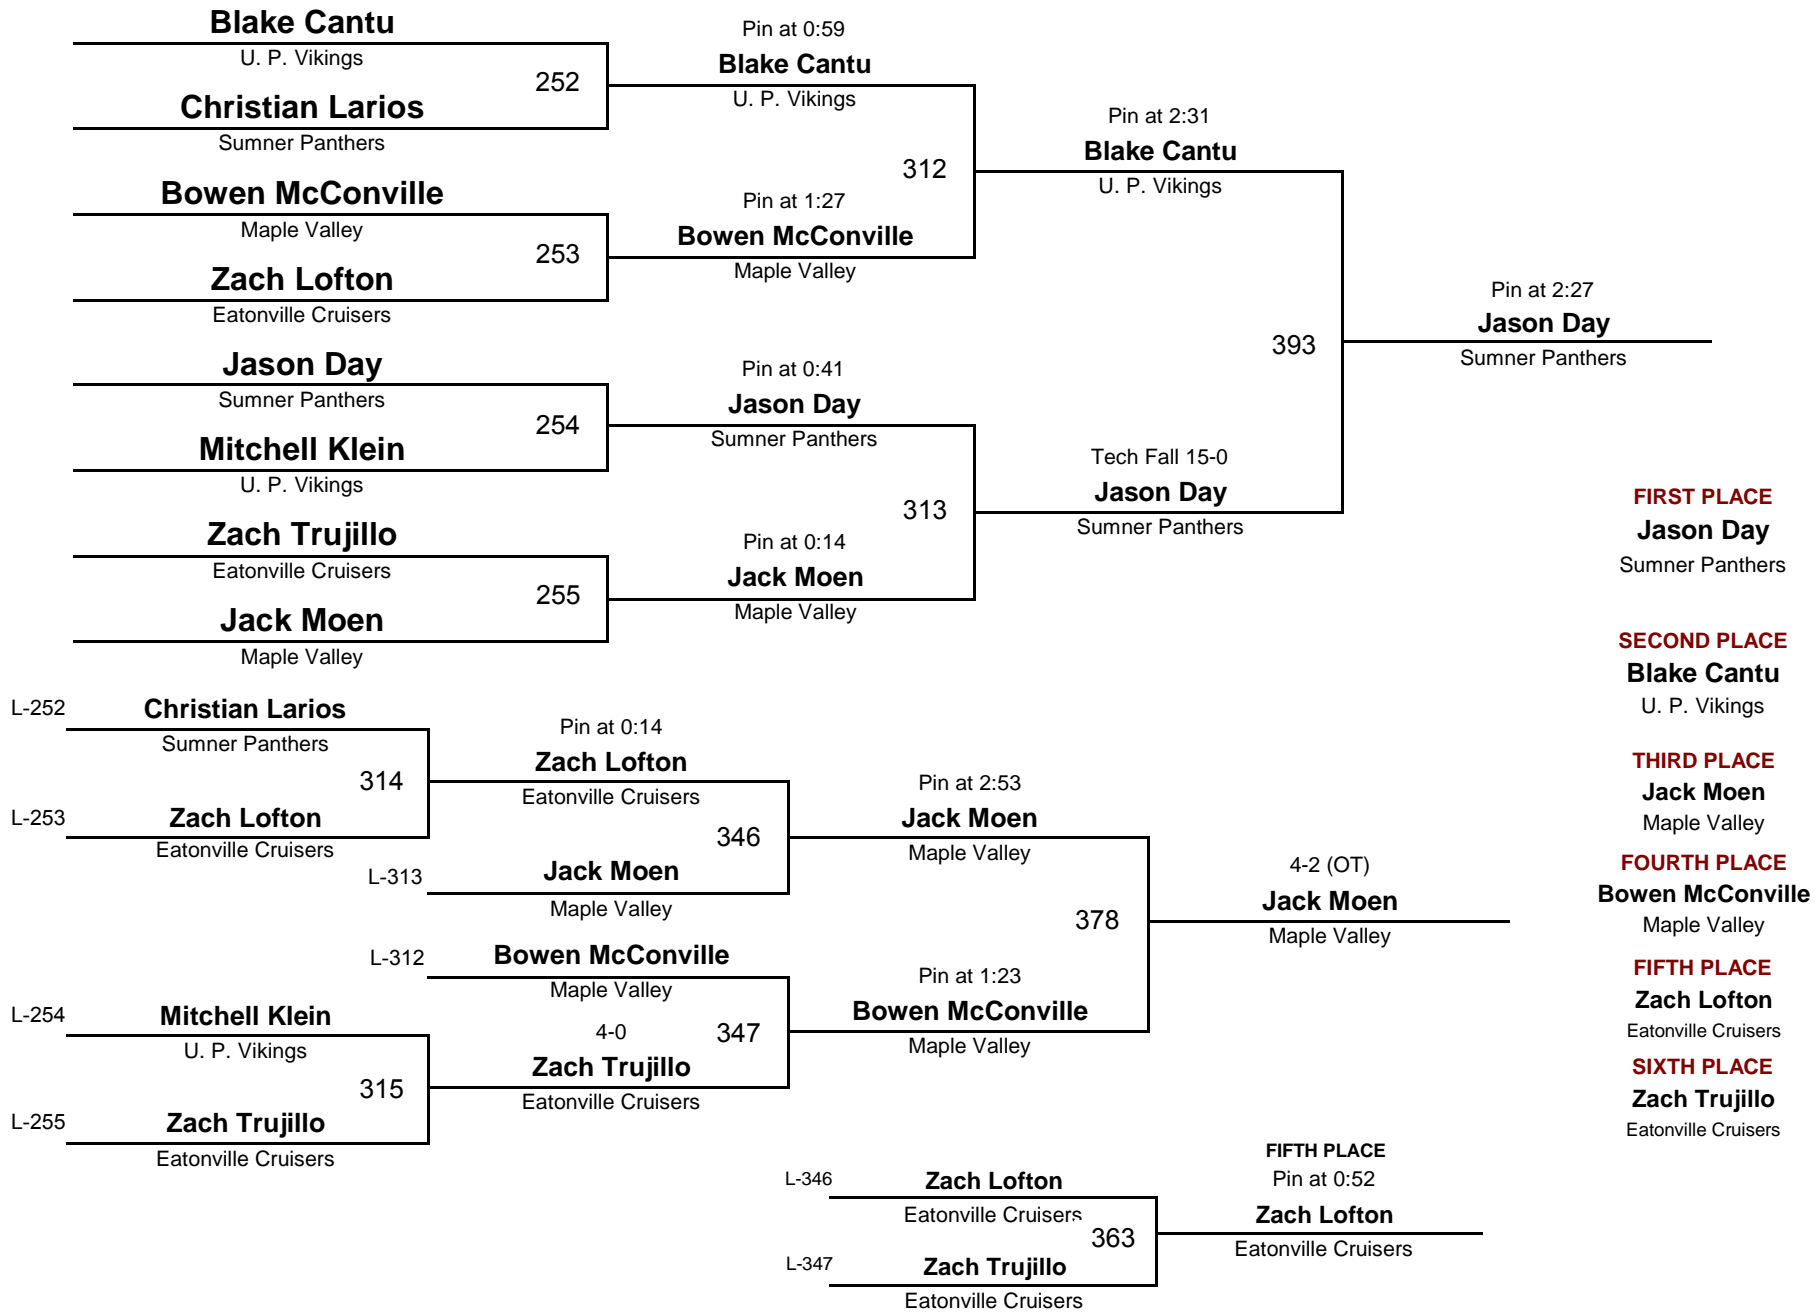 Blake Cantu
U. P. Vikings
252
Christian Larios
Sumner Panthers
Bowen McConville
Maple Valley
253
Zach Lofton
Eatonville Cruisers
Jason Day
Sumner Panthers
254
Mitchell Klein
U. P. Vikings
Zach Trujillo
Eatonville Cruisers
255
Jack Moen
Maple Valley
Pin at 0:59
Blake Cantu
U. P. Vikings
312
Pin at 1:27
Bowen McConville
Maple Valley
Pin at 0:41
Jason Day
Sumner Panthers
313
Pin at 0:14
Jack Moen
Maple Valley
Pin at 2:31
Blake Cantu
U. P. Vikings
393
Tech Fall 15-0
Jason Day
Sumner Panthers
Pin at 2:27
Jason Day
Sumner Panthers
FIRST PLACE
Jason Day
Sumner Panthers
SECOND PLACE
Blake Cantu
U. P. Vikings
THIRD PLACE
Jack Moen
Maple Valley
FOURTH PLACE
Bowen McConville
Maple Valley
FIFTH PLACE
Zach Lofton
Eatonville Cruisers
SIXTH PLACE
Zach Trujillo
Eatonville Cruisers
L-252
Christian Larios
Sumner Panthers
314
L-253
Zach Lofton
Eatonville Cruisers
L-254
Mitchell Klein
U. P. Vikings
315
L-255
Zach Trujillo
Eatonville Cruisers
Pin at 0:14
Zach Lofton
Eatonville Cruisers
346
L-313
Jack Moen
Maple Valley
L-312
Bowen McConville
Maple Valley
347
4-0
Zach Trujillo
Eatonville Cruisers
Pin at 2:53
Jack Moen
Maple Valley
378
Pin at 1:23
Bowen McConville
Maple Valley
4-2 (OT)
Jack Moen
Maple Valley
L-346
Zach Lofton
Eatonville Cruisers
363
L-347
Zach Trujillo
Eatonville Cruisers
FIFTH PLACE
Pin at 0:52
Zach Lofton
Eatonville Cruisers